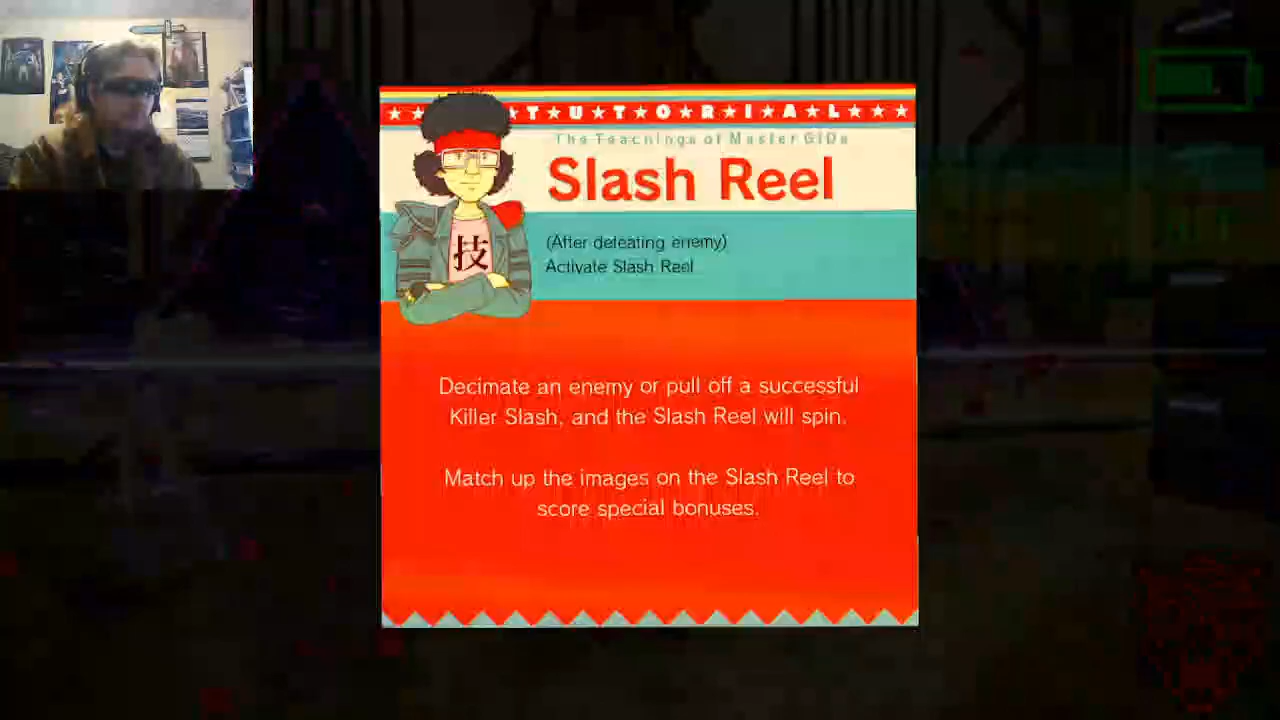 TUTORIAL
The Teachings of Master GIDs
Slash Reel
技
(After defeating enemy)
Activate Slash Reel
Decimate an enemy or pull off a successful
Killer Slash, and the Slash Reel will spin.
Match up the images on the Slash Reel to
score special bonuses.